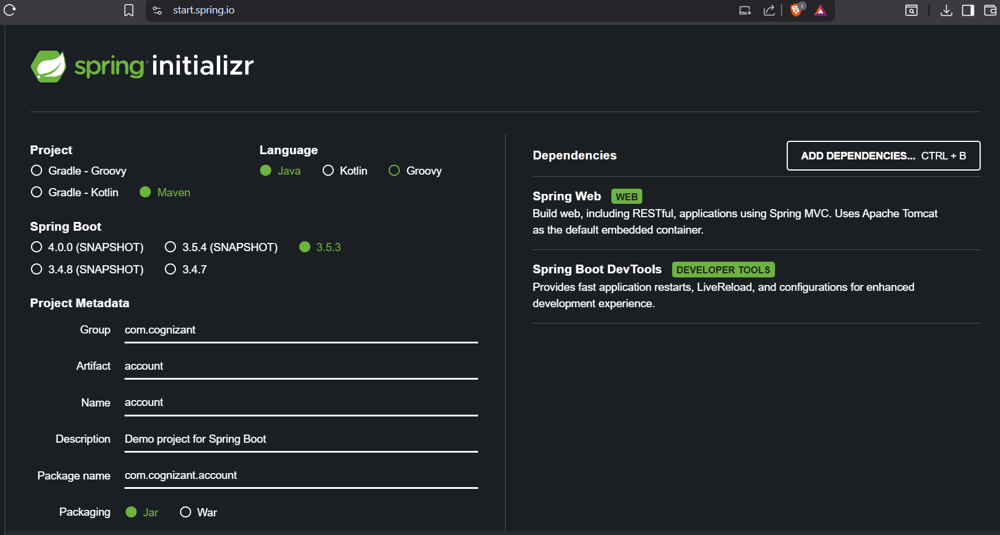 start.spring.io
1
spring initializr
Project
Gradle - Groovy
Gradle - Kotlin Maven
Language
Java Kotlin Groovy
Spring Boot
4.0.0 (SNAPSHOT) 3.5.4 (SNAPSHOT) 3.5.3
3.4.8 (SNAPSHOT) 3.4.7
Project Metadata
Group com.cognizant
Artifact account
Name account
Description Demo project for Spring Boot
Package name com.cognizant.account
Packaging Jar War
Dependencies
ADD DEPENDENCIES... CTRL + B
Spring Web WEB
Build web, including RESTful, applications using Spring MVC. Uses Apache Tomcat
as the default embedded container.
Spring Boot DevTools DEVELOPER TOOLS
Provides fast application restarts, LiveReload, and configurations for enhanced
development experience.